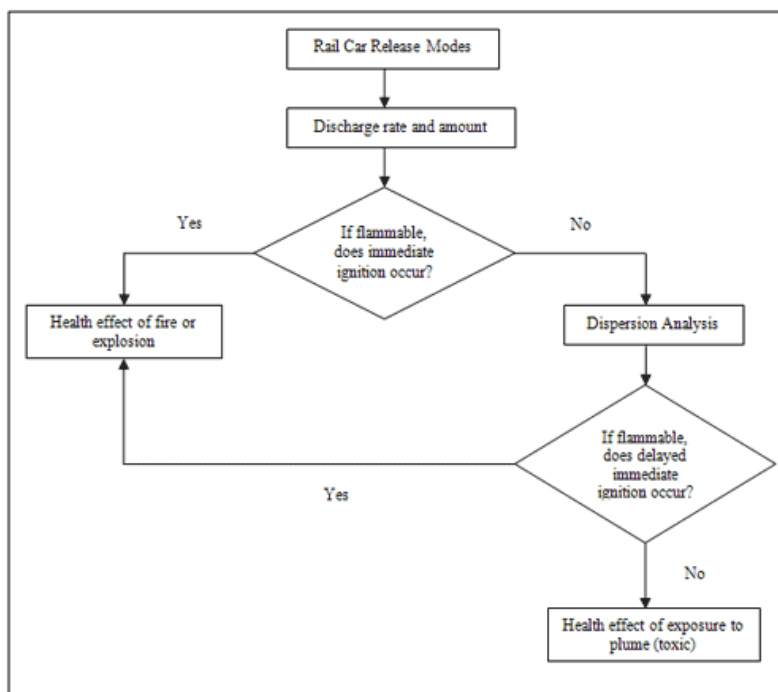 Rail Car Release Modes
Discharge rate and amount
Yes
If flammable,
does immediate
ignition occur?
No
Health effect of fire or
explosion
Dispersion Analysis
If flammable,
does delayed
immediate
ignition occur?
Yes
No
Health effect of exposure to
plume (toxic)